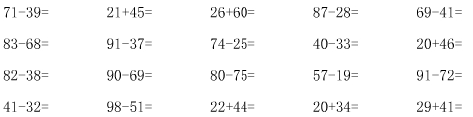 71-39= 21+45= 26+60= 87-28= 69-41=
83-68= 91-37= 74-25= 40-33= 20+46=
82-38= 90-69= 80-75= 57-19= 91-72=
41-32= 98-51= 22+44= 20+34= 29+41=